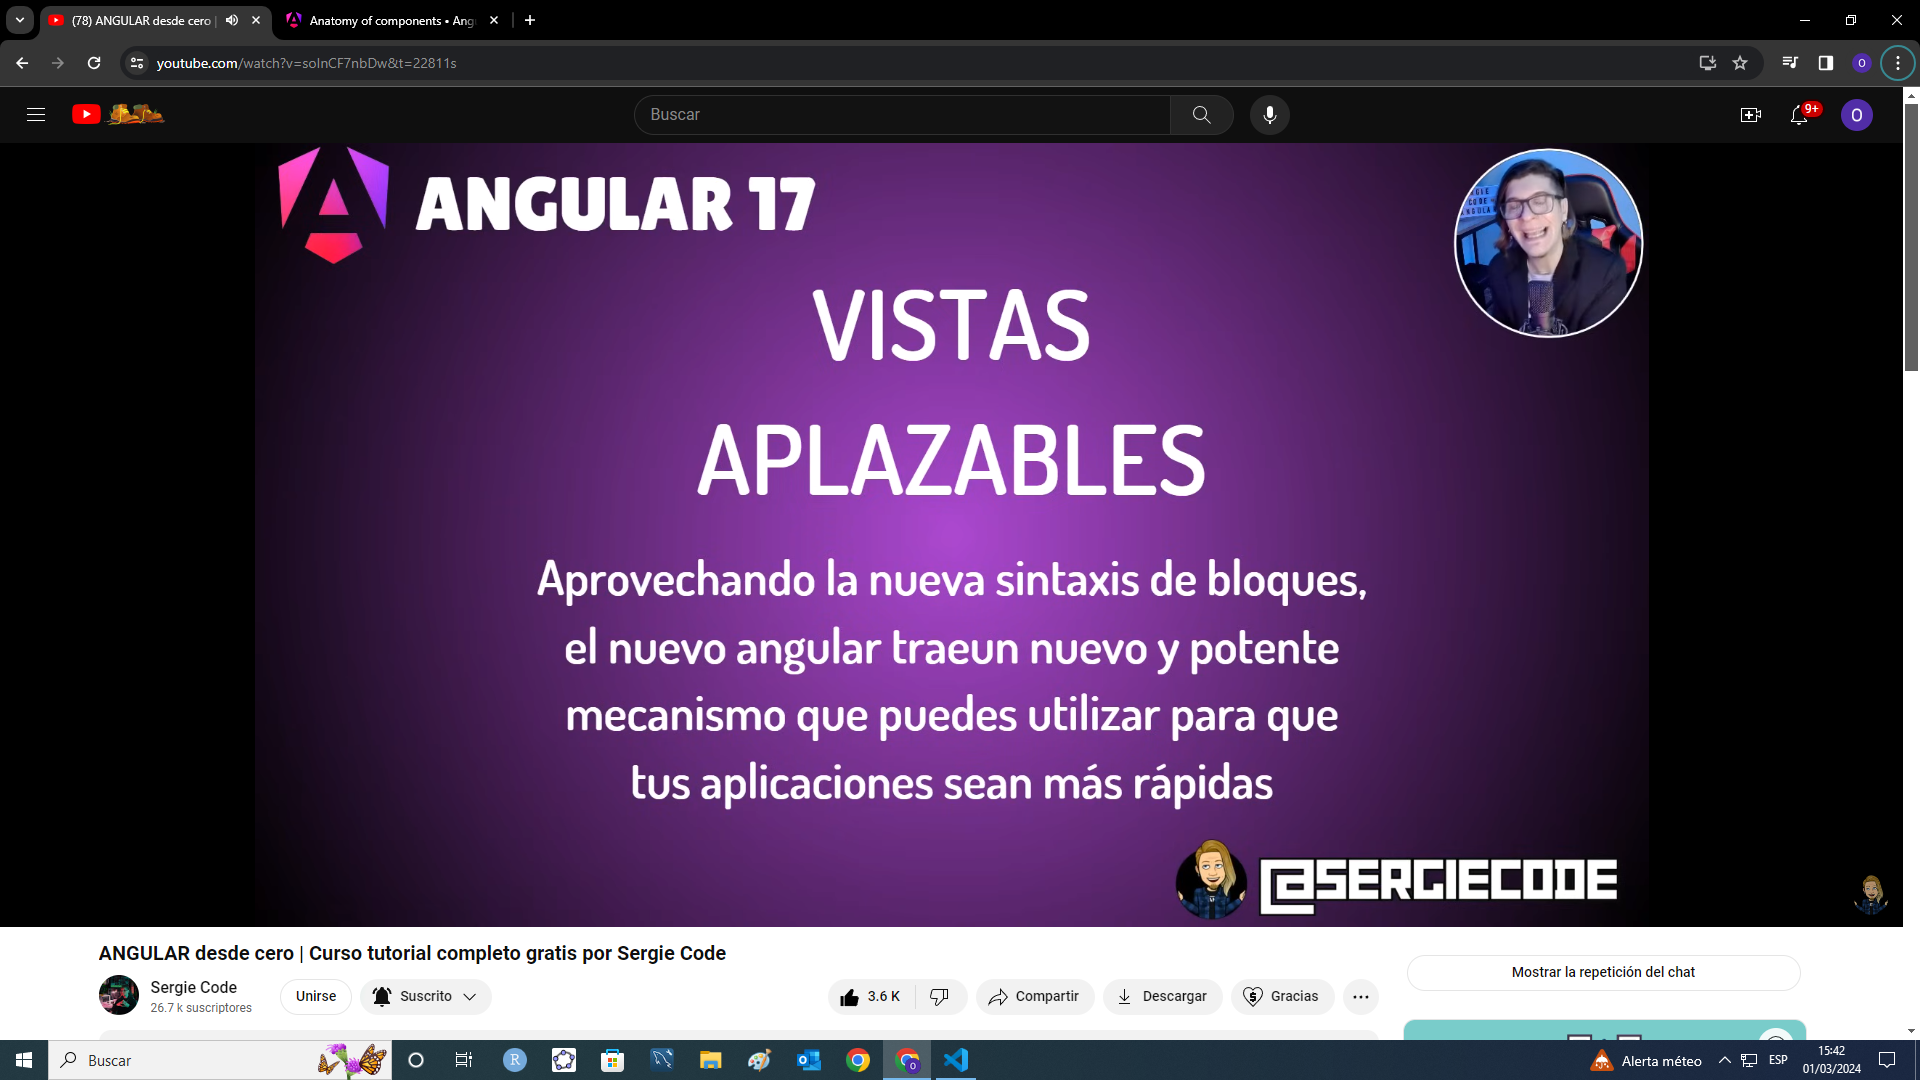 (78) ANGULAR desde cero |
Anatomy of components • Ang
youtube.com/watch?v=soInCF7nbDw&t=22811s
O
Buscar
9+
O
ANGULAR 17
VISTAS
APLAZABLES
Aprovechando la nueva sintaxis de bloques,
el nuevo angular traeun nuevo y potente
mecanismo que puedes utilizar para que
tus aplicaciones sean más rápidas
@SERGIECODE
ANGULAR desde cero | Curso tutorial completo gratis por Sergie Code
Sergie Code
26.7 k suscriptores
Unirse
Suscrito
3.6 K
Compartir
Descargar
Gracias
Mostrar la repetición del chat
Buscar
Alerta méteo
ESP
15:42
01/03/2024